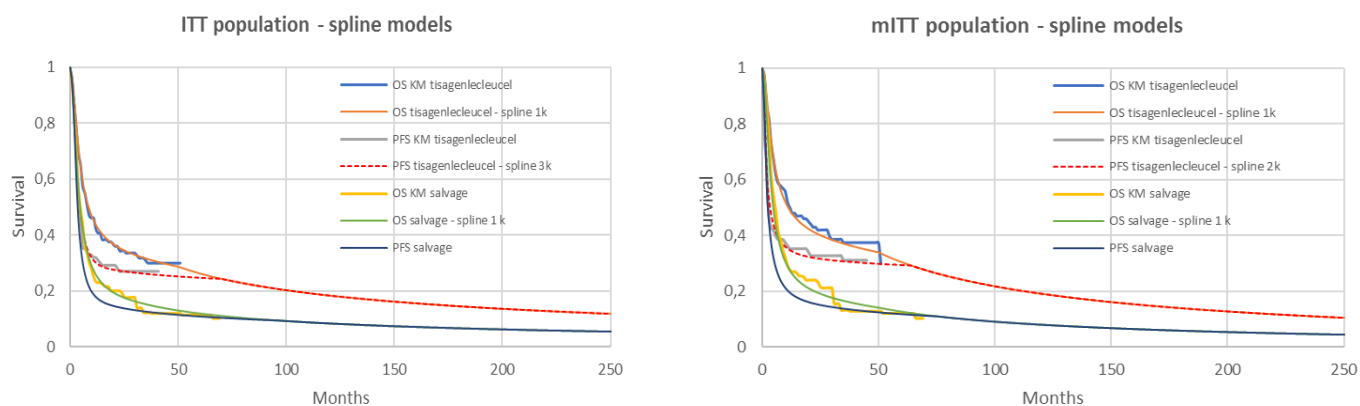 ITT population - spline models
1
0,8
0,6
0,4
0,2
0
Survival
0
50
100
150
200
250
Months
OS KM tisagenlecleucel
OS tisagenlecleucel - spline 1k
PFS KM tisagenlecleucel
PFS tisagenlecleucel - spline 3k
OS KM salvage
OS salvage - spline 1 k
PFS salvage
mITT population - spline models
1
0,8
0,6
0,4
0,2
0
Survival
0
50
100
150
200
250
Months
OS KM tisagenlecleucel
OS tisagenlecleucel - spline 1k
PFS KM tisagenlecleucel
PFS tisagenlecleucel - spline 2k
OS KM salvage
OS salvage - spline 1 k
PFS salvage